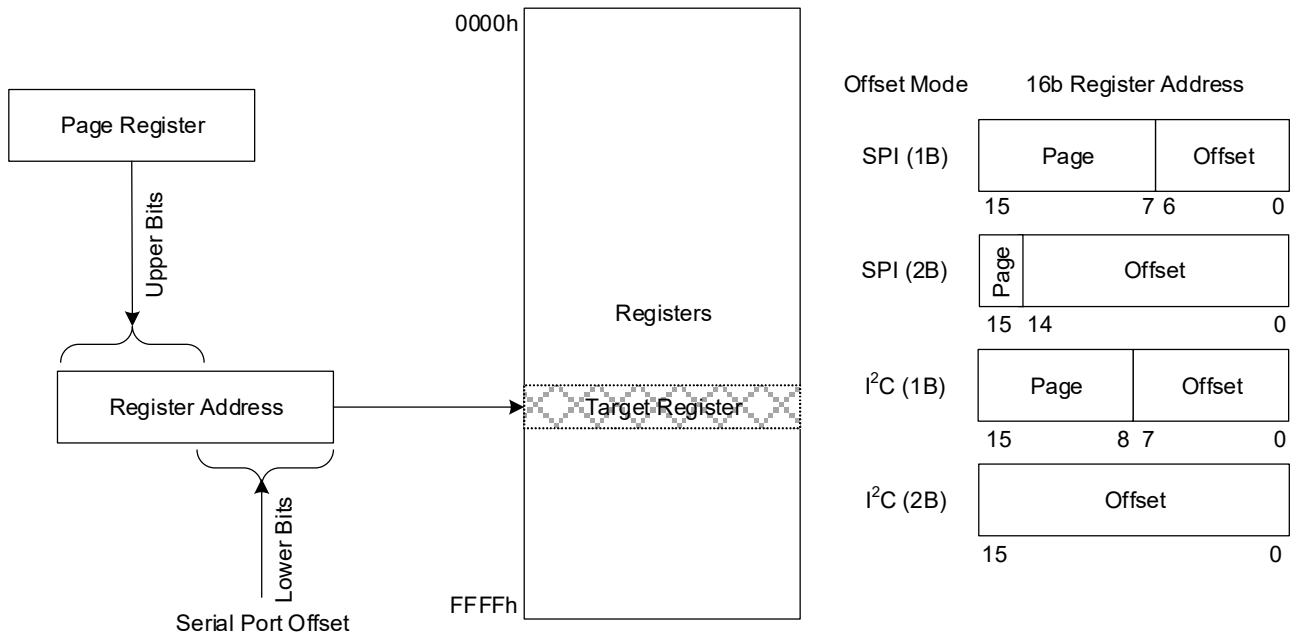 0000h
Page Register
Upper Bits
Register Address
Lower Bits
Serial Port Offset
Registers
Target Register
FFFFh
Offset Mode 16b Register Address
SPI (1B) Page Offset
15 7 6 0
SPI (2B) Page Offset
15 14 0
I²C (1B) Page Offset
15 8 7 0
I²C (2B) Offset
15 0